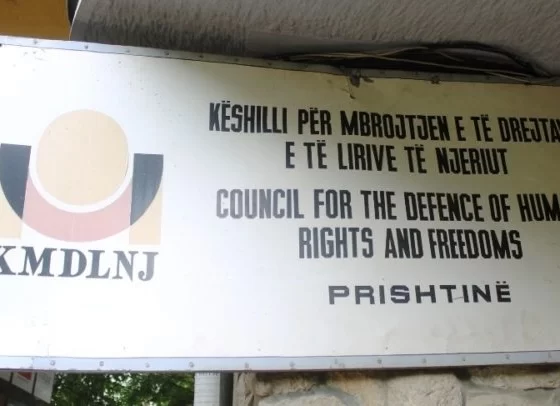 KËSHILLI PËR MBROJTJEN E TË DREJTAV
E TË LIRIVE TË NJERIUT
COUNCIL FOR THE DEFENCE OF HUM
RIGHTS AND FREEDOMS
PRISHTINË
KMDLNJ